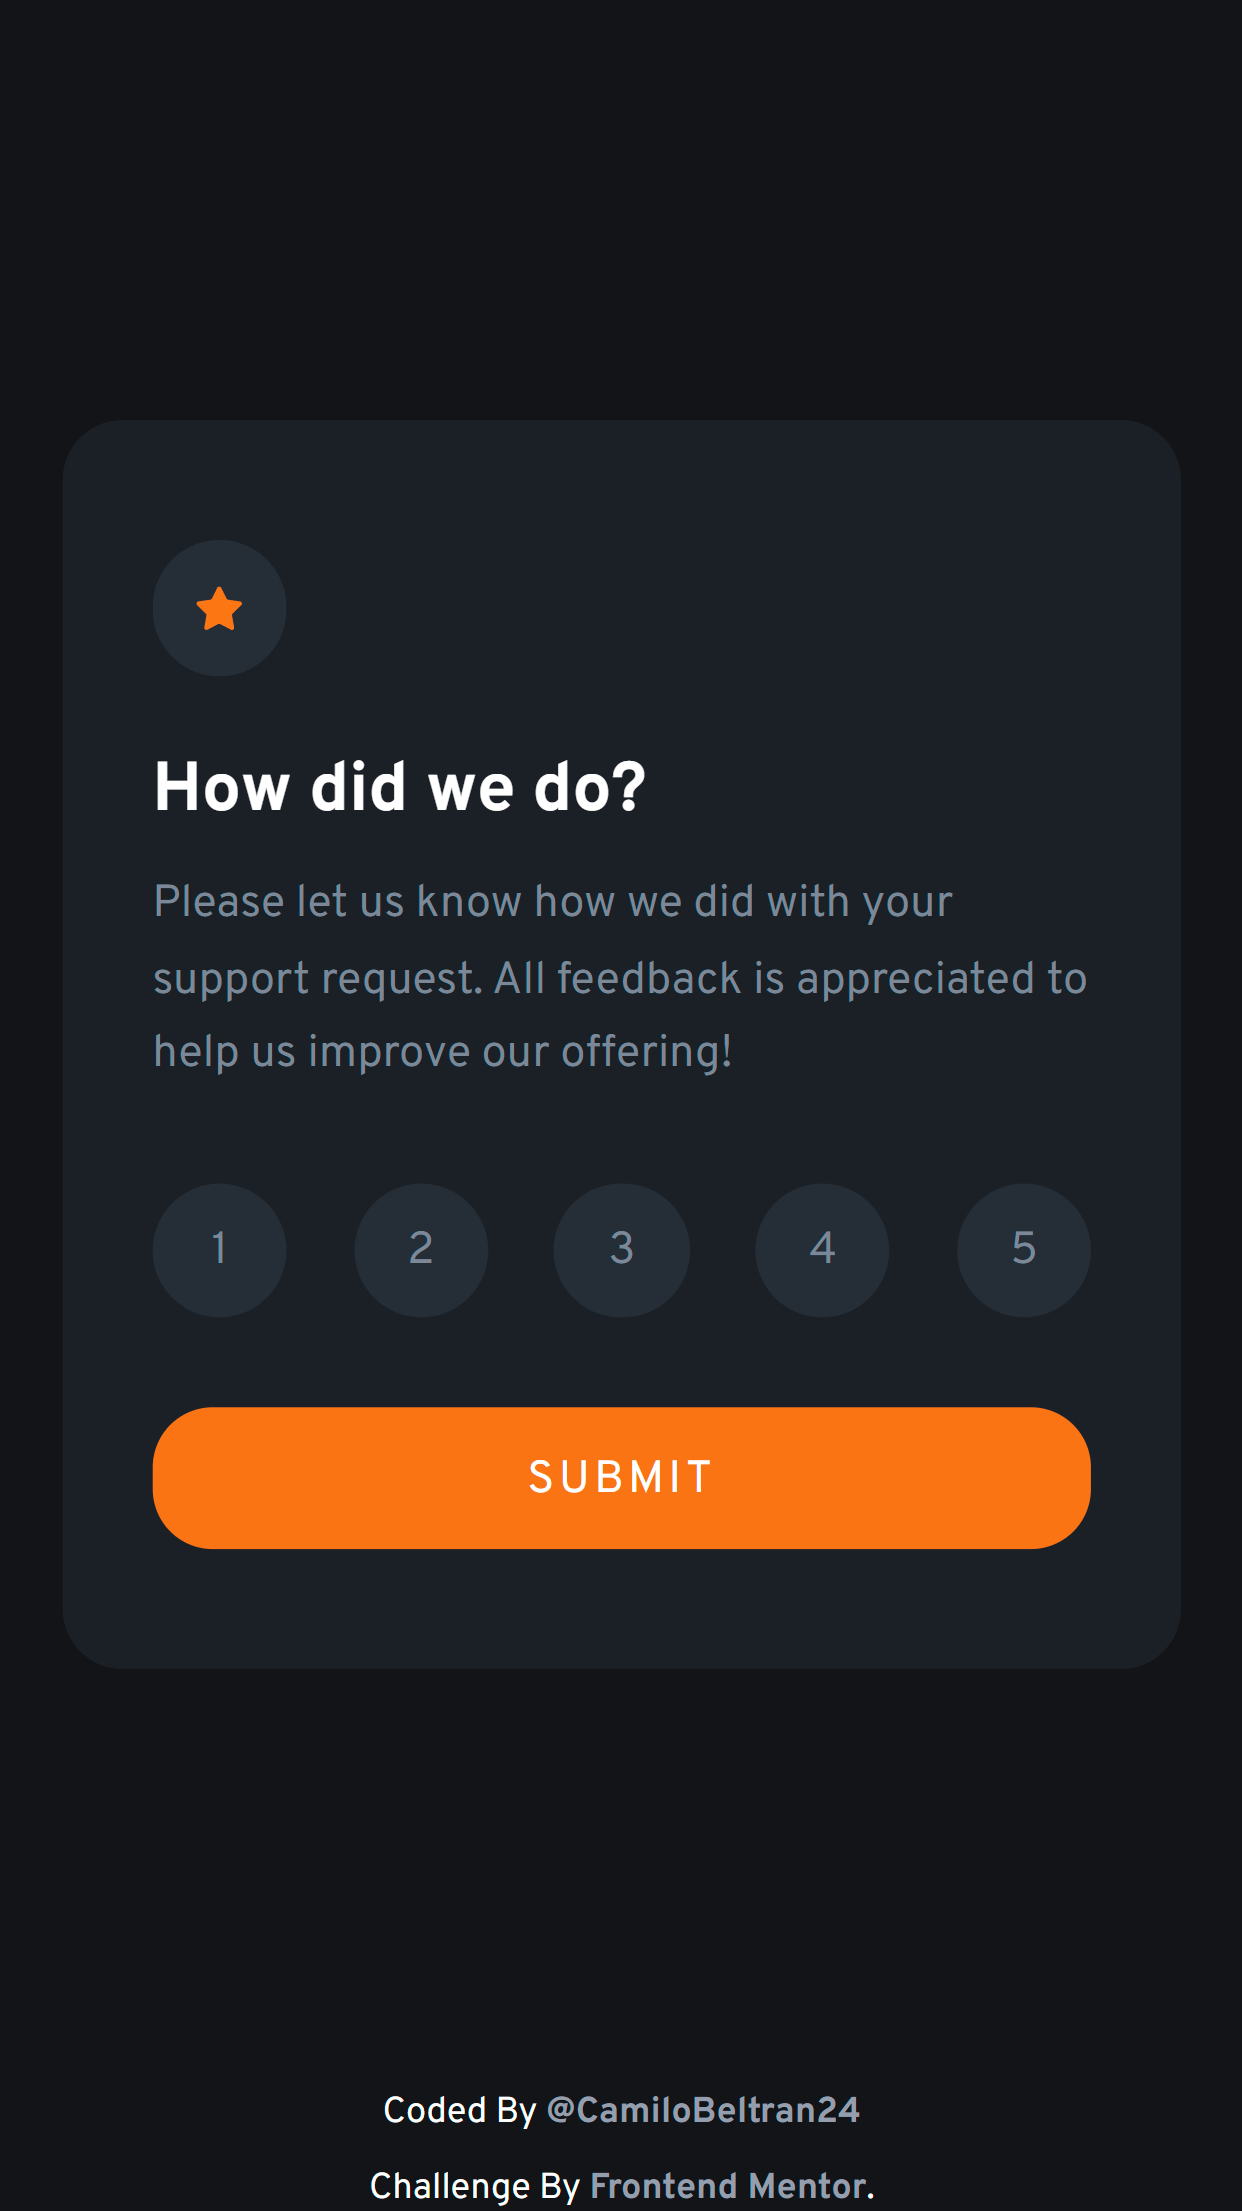 How did we do?
Please let us know how we did with your
support request. All feedback is appreciated to
help us improve our offering!
1 2 3 4 5
SUBMIT
Coded By @CamiloBeltran24
Challenge By Frontend Mentor.